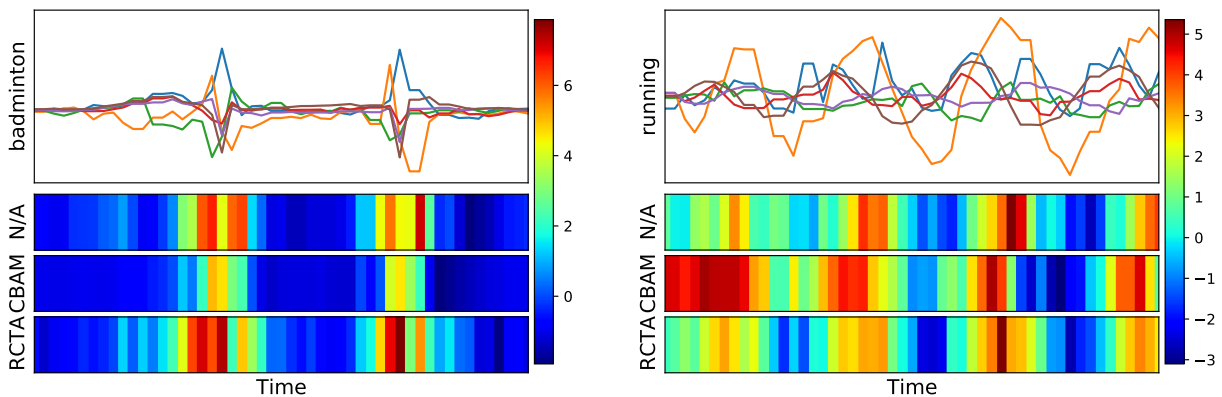 badminton
N/A
CBAM
RCTA
Time
6
4
2
0
running
N/A
CBAM
RCTA
Time
5
4
3
2
1
0
−1
−2
−3